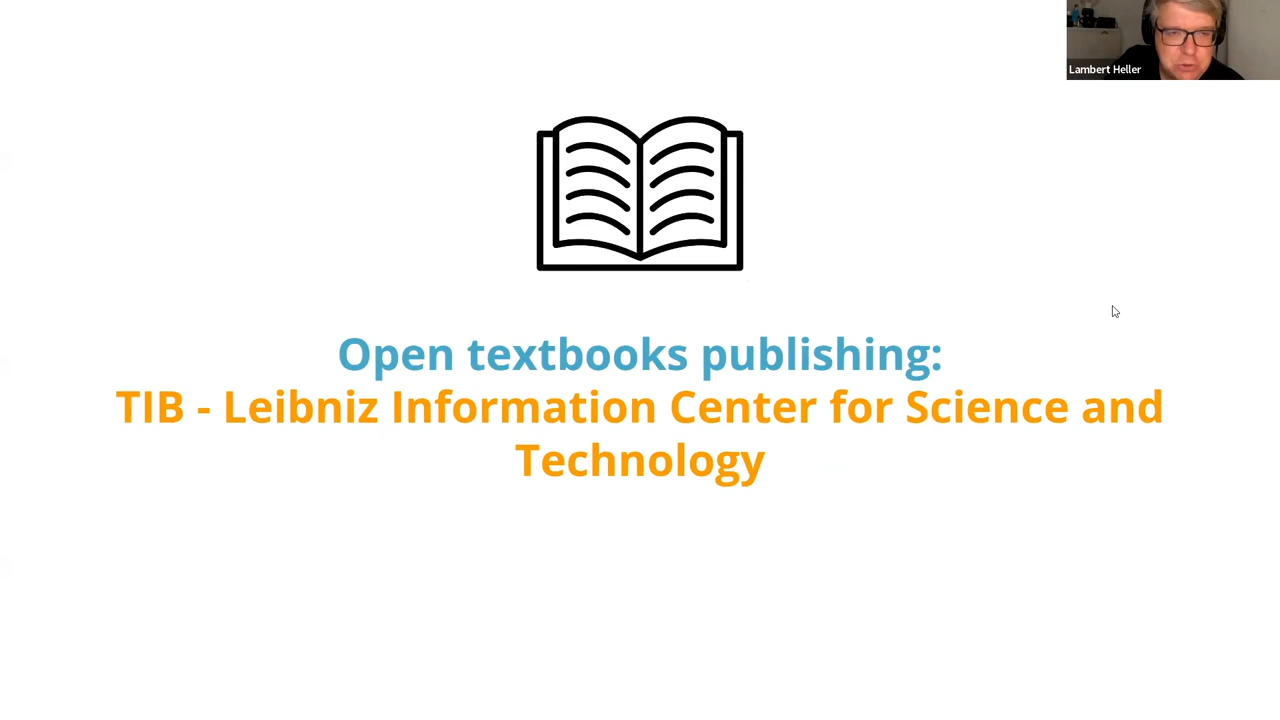 Lambert Heller
Open textbooks publishing:
TIB - Leibniz Information Center for Science and
Technology